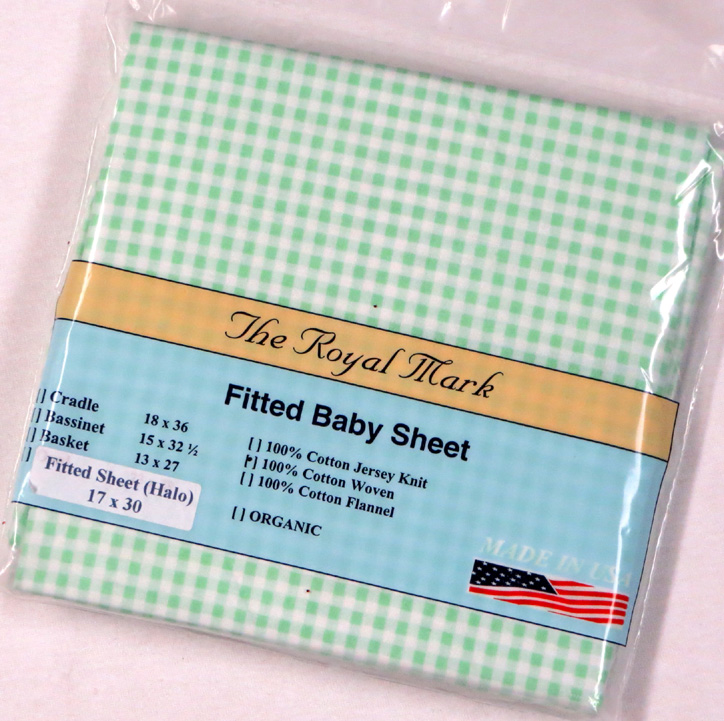 The Royal Mark
Fitted Baby Sheet
[] Cradle 18 x 36
[] Bassinet 15 x 32 ½
[] Basket 13 x 27
[]
Fitted Sheet (Halo)
17 x 30
[ ] 100% Cotton Jersey Knit
[•] 100% Cotton Woven
[ ] 100% Cotton Flannel
[ ] ORGANIC
MADE IN USA